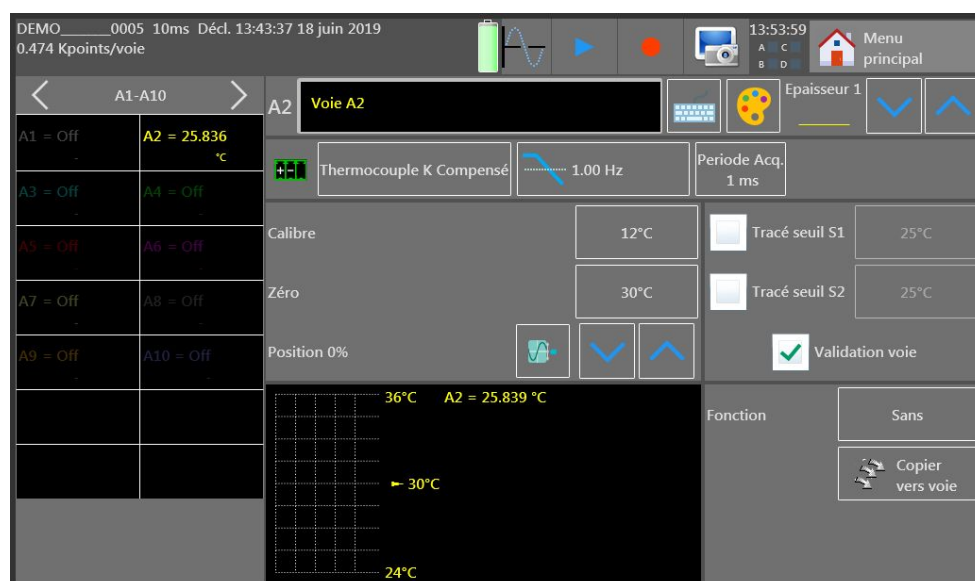 DEMO______0005 10ms Décl. 13:43:37 18 juin 2019
0.474 Kpoints/voie
13:53:59
A C
B D
Menu
principal
A1-A10
A2
Voie A2
Epaisseur 1
A1 = Off
-
A2 = 25.836
°C
Thermocouple K Compensé
1.00 Hz
Periode Acq.
1 ms
A3 = Off
-
A4 = Off
-
A5 = Off
-
A6 = Off
-
A7 = Off
-
A8 = Off
-
A9 = Off
-
A10 = Off
-
Calibre
12°C
Tracé seuil S1
25°C
Zéro
30°C
Tracé seuil S2
25°C
Position 0%
Validation voie
36°C
A2 = 25.839 °C
30°C
24°C
Fonction
Sans
Copier
vers voie